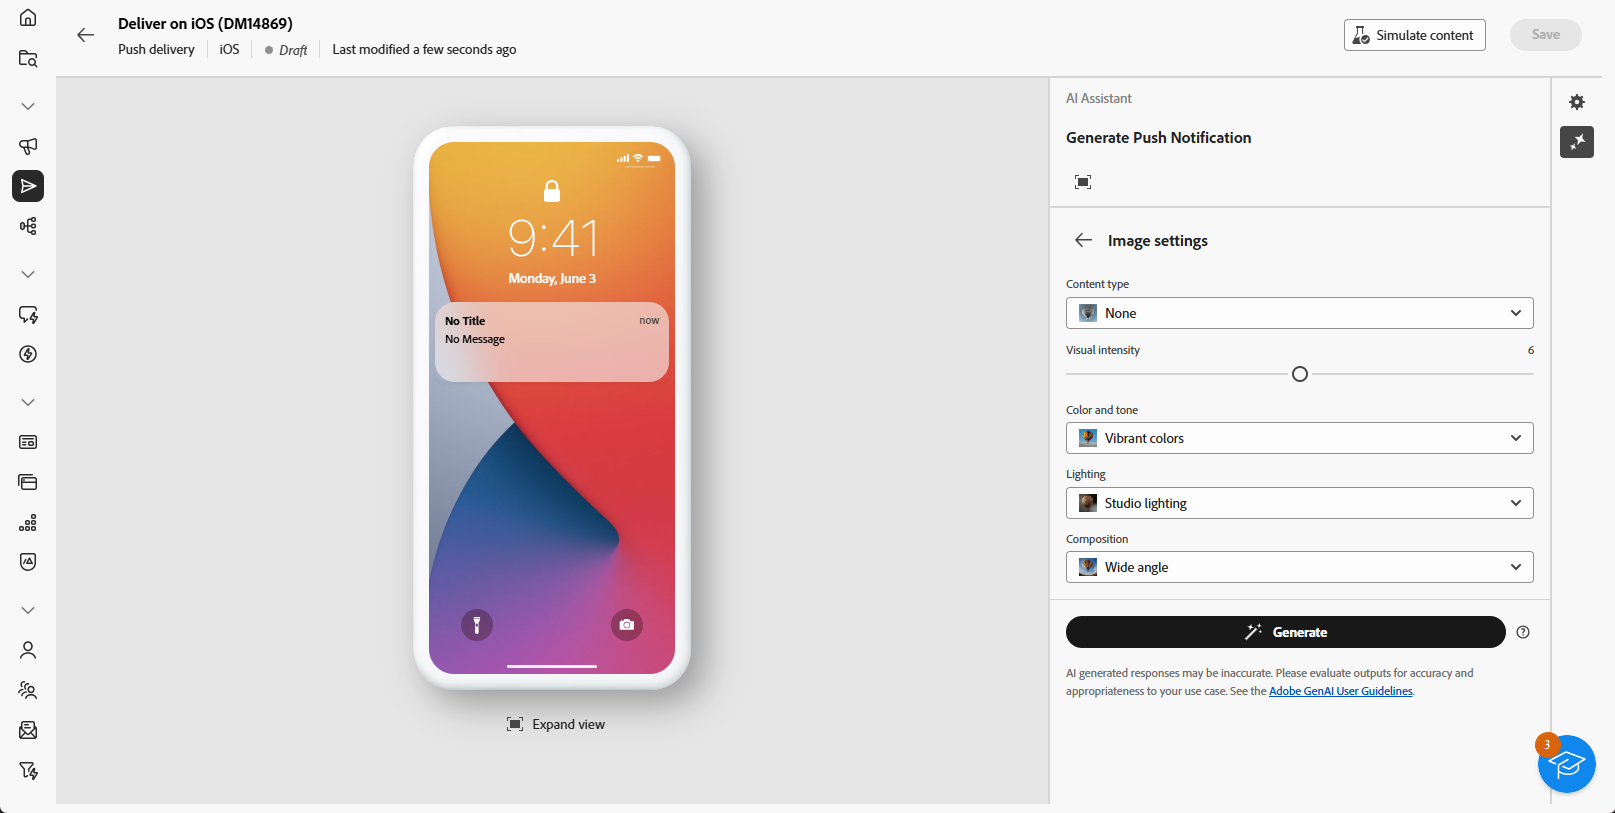 Deliver on iOS (DM14869)
Push delivery
iOS
Draft
Last modified a few seconds ago
Simulate content
Save
9:41
Monday, June 3
No Title
now
No Message
Expand view
AI Assistant
Generate Push Notification
Image settings
Content type
None
Visual intensity
6
Color and tone
Vibrant colors
Lighting
Studio lighting
Composition
Wide angle
Generate
AI generated responses may be inaccurate. Please evaluate outputs for accuracy and
appropriateness to your use case. See the Adobe GenAI User Guidelines.
3